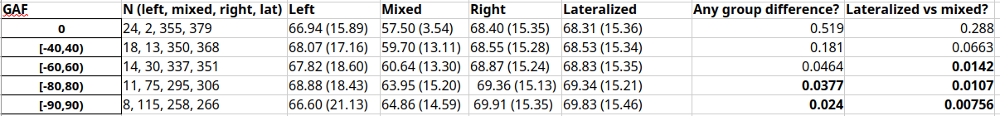 GAF N (left, mixed, right, lat) Left Mixed Right Lateralized Any group difference? Lateralized vs mixed?
0 24, 2, 355, 379 66.94 (15.89) 57.50 (3.54) 68.40 (15.35) 68.31 (15.36) 0.519 0.288
[-40,40) 18, 13, 350, 368 68.07 (17.16) 59.70 (13.11) 68.55 (15.28) 68.53 (15.34) 0.181 0.0663
[-60,60) 14, 30, 337, 351 67.82 (18.60) 60.64 (13.30) 68.87 (15.24) 68.83 (15.35) 0.0464 0.0142
[-80,80) 11, 75, 295, 306 68.88 (18.43) 63.95 (15.20) 69.36 (15.13) 69.34 (15.21) 0.0377 0.0107
[-90,90) 8, 115, 258, 266 66.60 (21.13) 64.86 (14.59) 69.91 (15.35) 69.83 (15.46) 0.024 0.00756